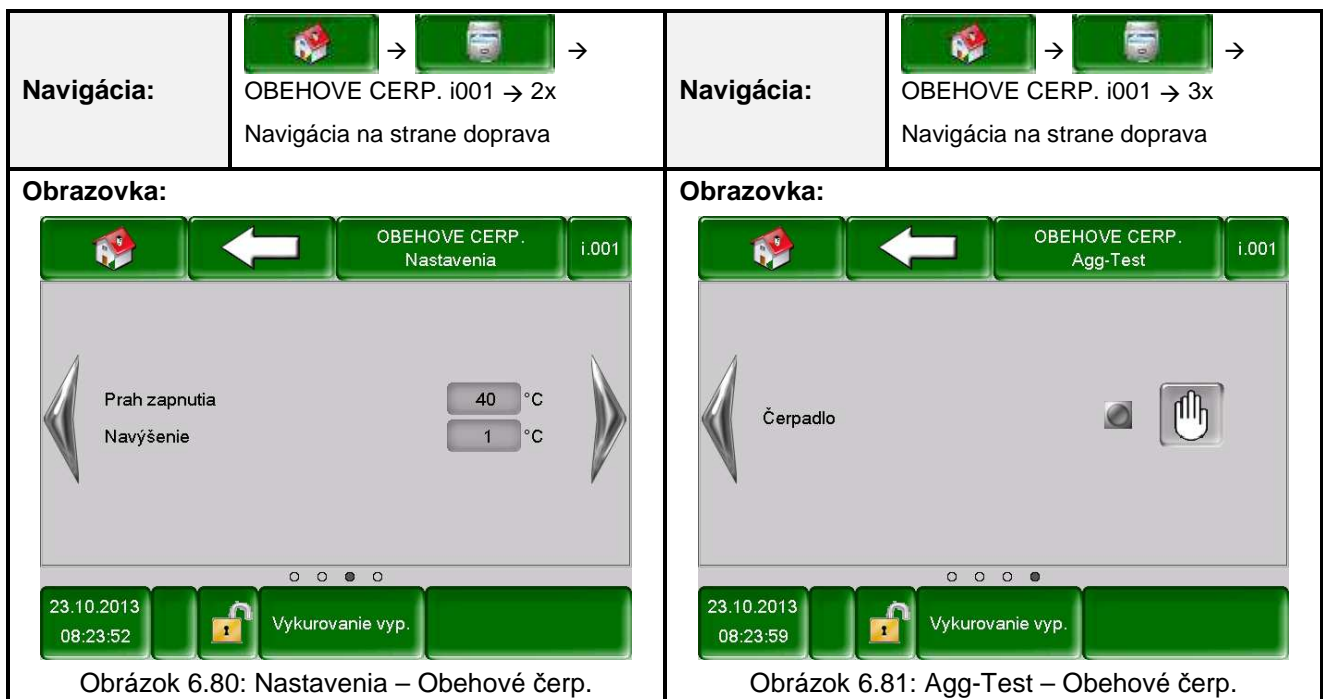 Navigácia:
→ →
OBEHOVE CERP. i001 → 2x
Navigácia na strane doprava
Navigácia:
→ →
OBEHOVE CERP. i001 → 3x
Navigácia na strane doprava
Obrazovka:
OBEHOVE CERP.
Nastavenia
i.001
Prah zapnutia 40 °C
Navýšenie 1 °C
23.10.2013
08:23:52
Vykurovanie vyp.
Obrázok 6.80: Nastavenia – Obehové čerp.
Obrazovka:
OBEHOVE CERP.
Agg-Test
i.001
Čerpadlo
23.10.2013
08:23:59
Vykurovanie vyp.
Obrázok 6.81: Agg-Test – Obehové čerp.